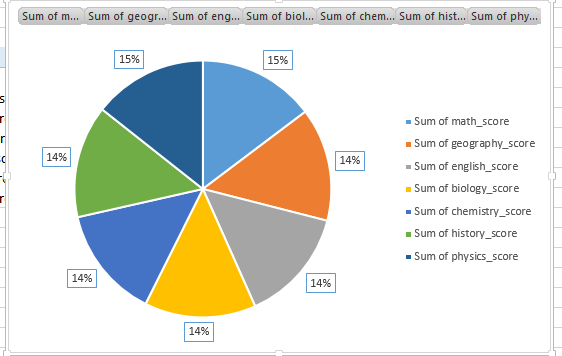 Sum of m... Sum of geogr... Sum of eng... Sum of biol... Sum of chem... Sum of hist... Sum of phy...
15% 15%
14% 14%
14% 14%
14%
Sum of math_score
Sum of geography_score
Sum of english_score
Sum of biology_score
Sum of chemistry_score
Sum of history_score
Sum of physics_score